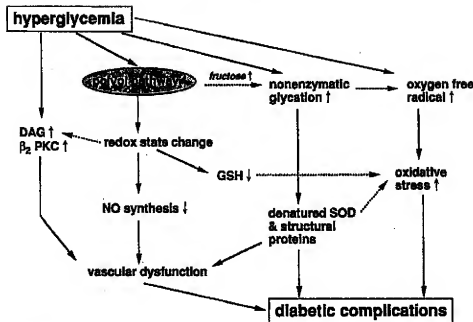 hyperglycemia
polyol pathway
fructose ↑
nonenzymatic
glycation ↑
oxygen free
radical ↑
DAG ↑
β₂ PKC ↑
redox state change
GSH ↓
oxidative
stress ↑
NO synthesis ↓
denatured SOD
& structural
proteins
vascular dysfunction
diabetic complications